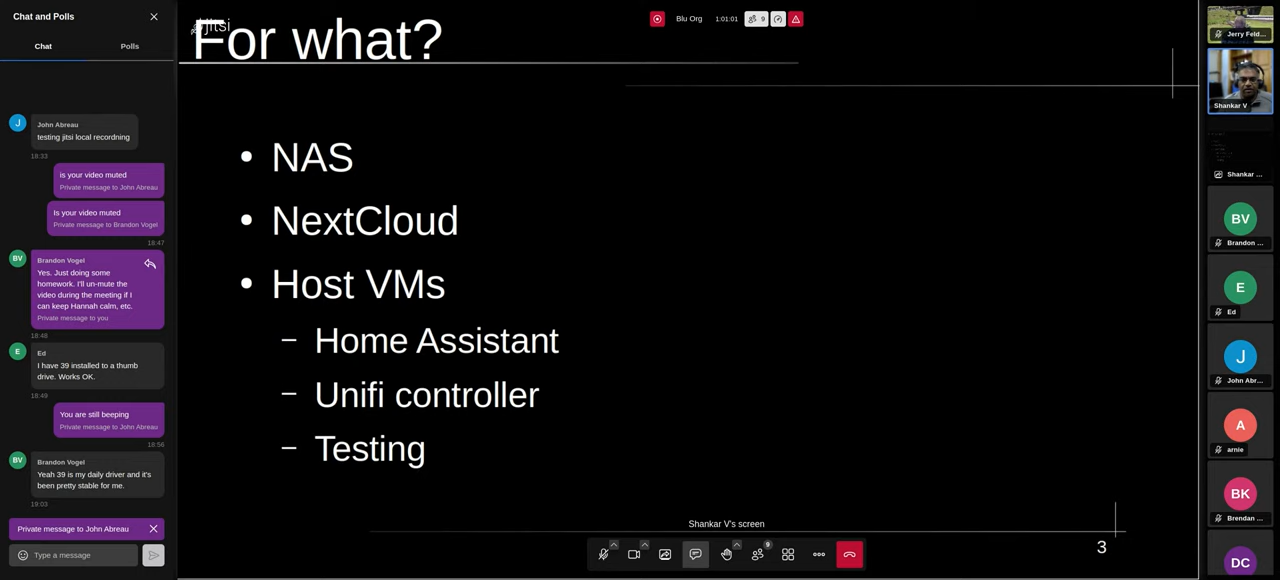 Chat and Polls
Chat
Polls
J
John Abreau
testing jitsi local recordning
18:33
is your video muted
Private message to John Abreau
Is your video muted
Private message to Brandon Vogel
18:47
BV
Brandon Vogel
Yes. Just doing some
homework. I'll un-mute the
video during the meeting if I
can keep Hannah calm, etc.
Private message to you
18:48
E
Ed
I have 39 installed to a thumb
drive. Works OK.
18:49
You are still beeping
Private message to John Abreau
18:56
BV
Brandon Vogel
Yeah 39 is my daily driver and it's
been pretty stable for me.
19:03
Private message to John Abreau
Type a message
jitsi
For what?
Blu Org
1:01:01
9
• NAS
• NextCloud
• Host VMs
– Home Assistant
– Unifi controller
– Testing
Shankar V's screen
3
9
Jerry Feld...
Shankar V
Shankar ...
BV
Brandon ...
E
Ed
J
John Abr...
A
arnie
BK
Brendan ...
DC